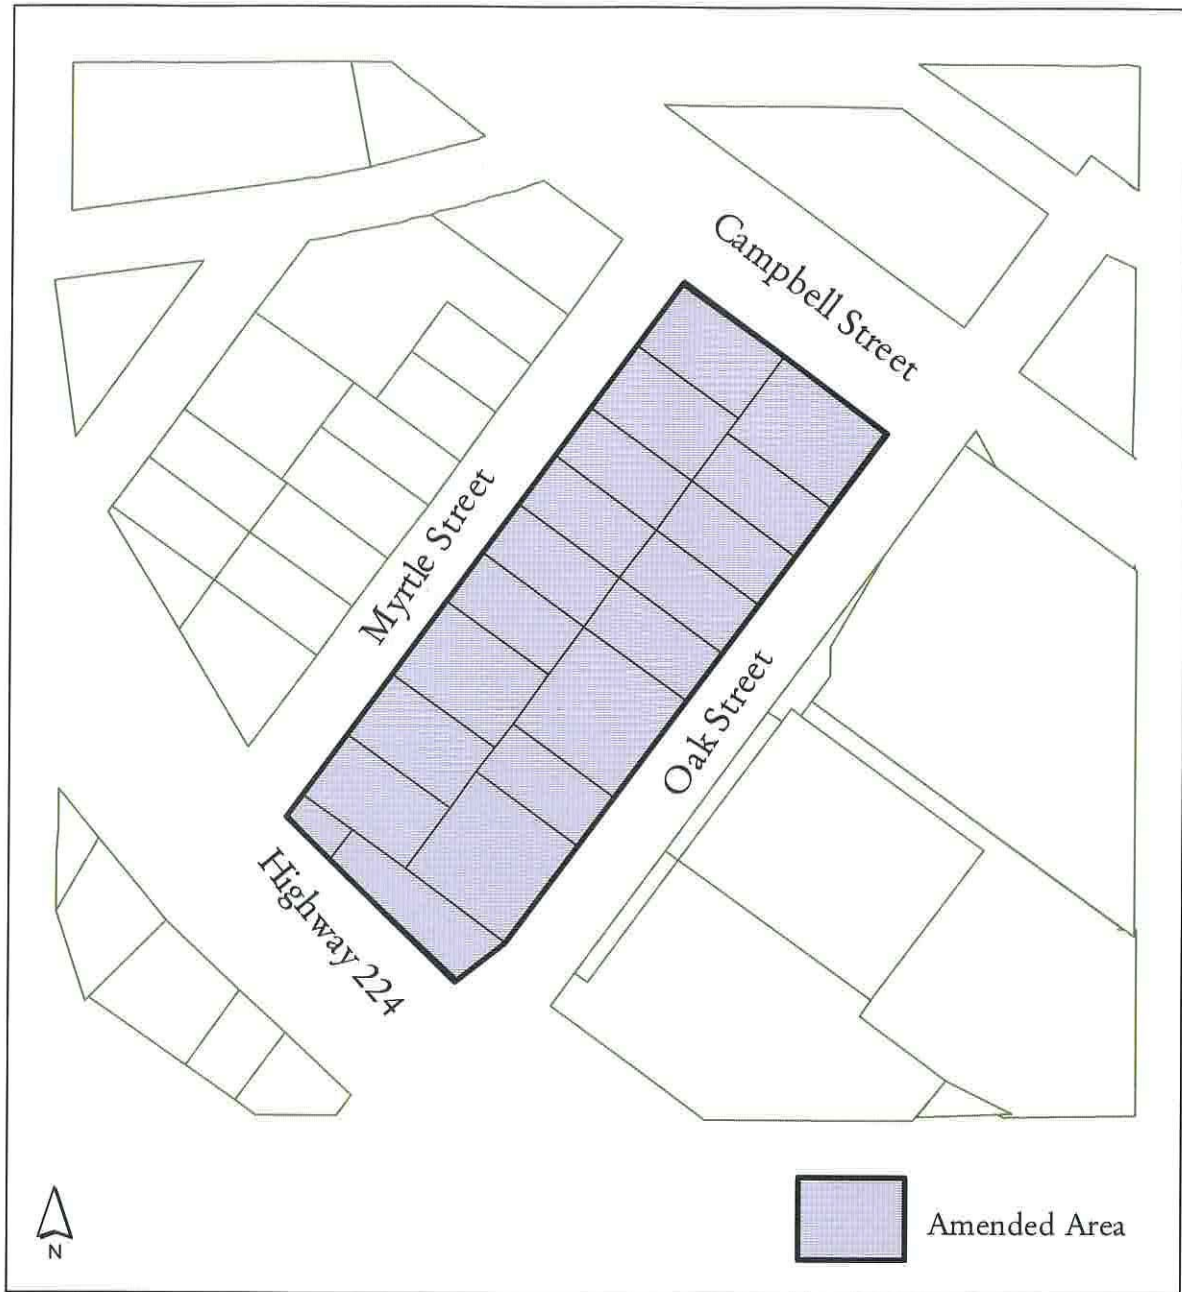 Campbell Street
Myrtle Street
Oak Street
Highway 224
N
Amended Area